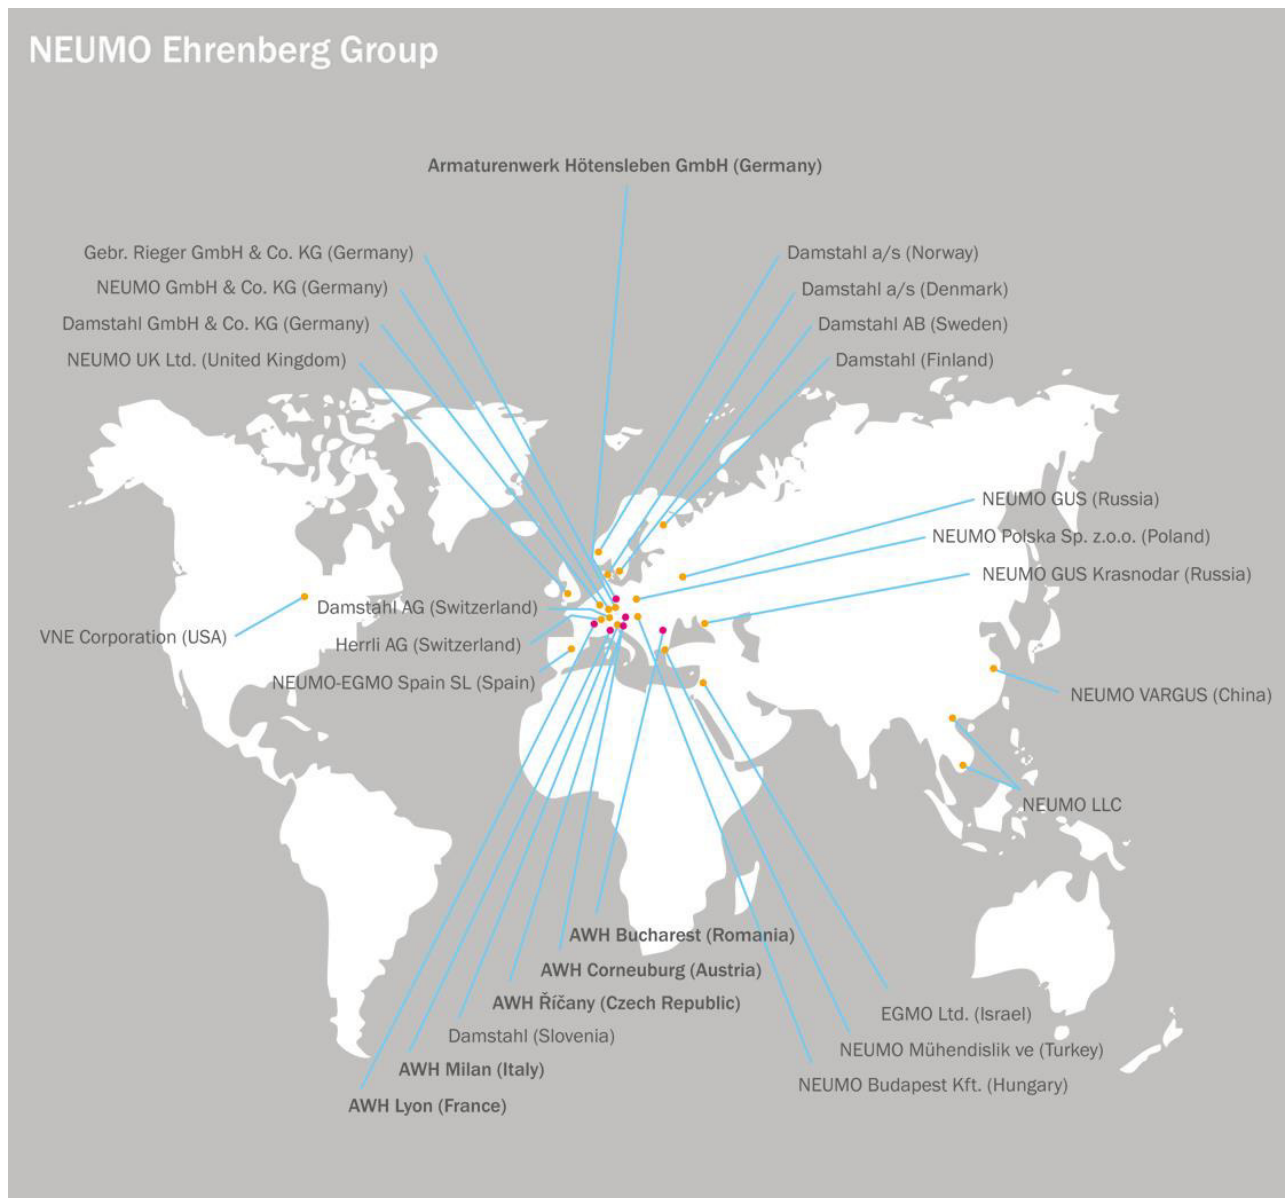 NEUMO Ehrenberg Group
Armaturenwerk Hötensleben GmbH (Germany)
Gebr. Rieger GmbH & Co. KG (Germany)
NEUMO GmbH & Co. KG (Germany)
Damstahl GmbH & Co. KG (Germany)
NEUMO UK Ltd. (United Kingdom)
Damstahl a/s (Norway)
Damstahl a/s (Denmark)
Damstahl AB (Sweden)
Damstahl (Finland)
NEUMO GUS (Russia)
NEUMO Polska Sp. z.o.o. (Poland)
NEUMO GUS Krasnodar (Russia)
Damstahl AG (Switzerland)
VNE Corporation (USA)
Herrli AG (Switzerland)
NEUMO-EGMO Spain SL (Spain)
NEUMO VARGUS (China)
NEUMO LLC
AWH Bucharest (Romania)
AWH Corneuburg (Austria)
AWH Říčany (Czech Republic)
Damstahl (Slovenia)
AWH Milan (Italy)
AWH Lyon (France)
EGMO Ltd. (Israel)
NEUMO Mühendislik ve (Turkey)
NEUMO Budapest Kft. (Hungary)